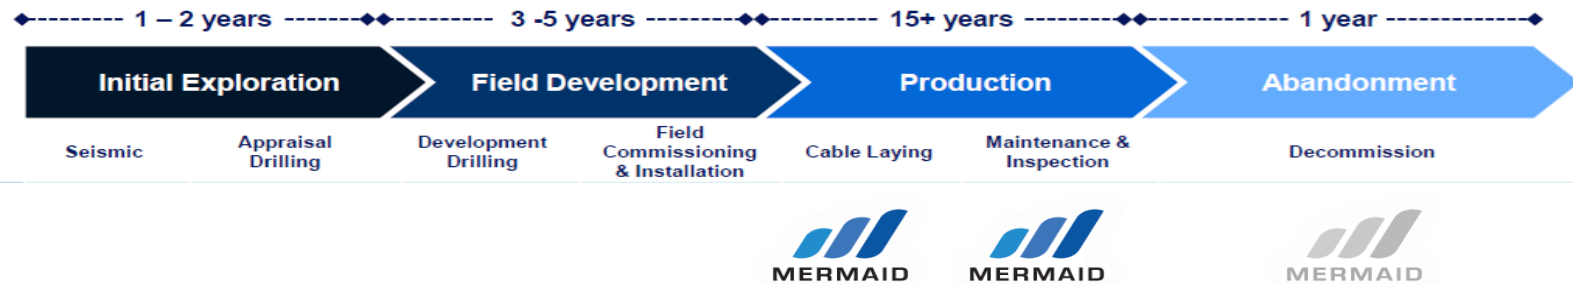 1 – 2 years
3 -5 years
15+ years
1 year
Initial Exploration
Field Development
Production
Abandonment
Seismic
Appraisal
Drilling
Development
Drilling
Field
Commissioning
& Installation
Cable Laying
Maintenance &
Inspection
Decommission
MERMAID
MERMAID
MERMAID